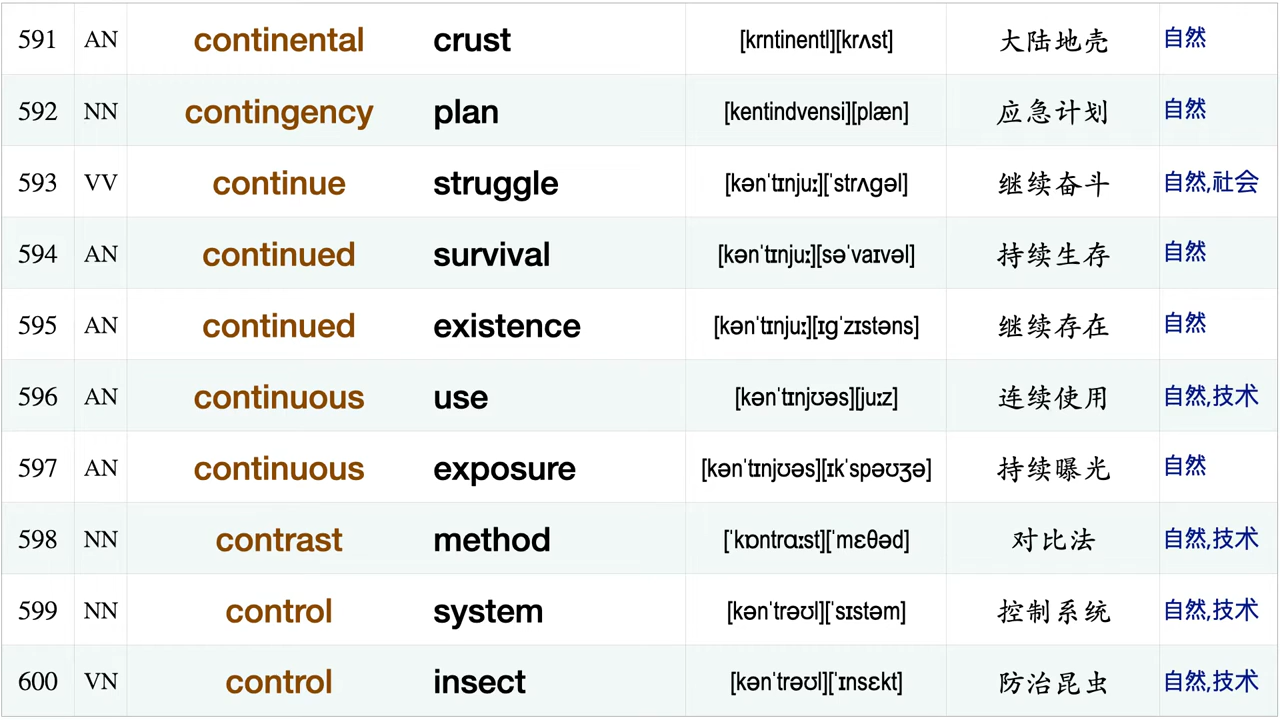 591 AN continental crust [krntinentl][krʌst] 大陆地壳 自然
592 NN contingency plan [kentindvensi][plæn] 应急计划 自然
593 VV continue struggle [kənˈtɪnjuː][ˈstrʌɡəl] 继续奋斗 自然,社会
594 AN continued survival [kənˈtɪnjuː][səˈvaɪvəl] 持续生存 自然
595 AN continued existence [kənˈtɪnjuː][ɪɡˈzɪstəns] 继续存在 自然
596 AN continuous use [kənˈtɪnjʊəs][juːz] 连续使用 自然,技术
597 AN continuous exposure [kənˈtɪnjʊəs][ɪkˈspəʊʒə] 持续曝光 自然
598 NN contrast method [ˈkɒntrɑːst][ˈmɛθəd] 对比法 自然,技术
599 NN control system [kənˈtrəʊl][ˈsɪstəm] 控制系统 自然,技术
600 VN control insect [kənˈtrəʊl][ˈɪnsɛkt] 防治昆虫 自然,技术